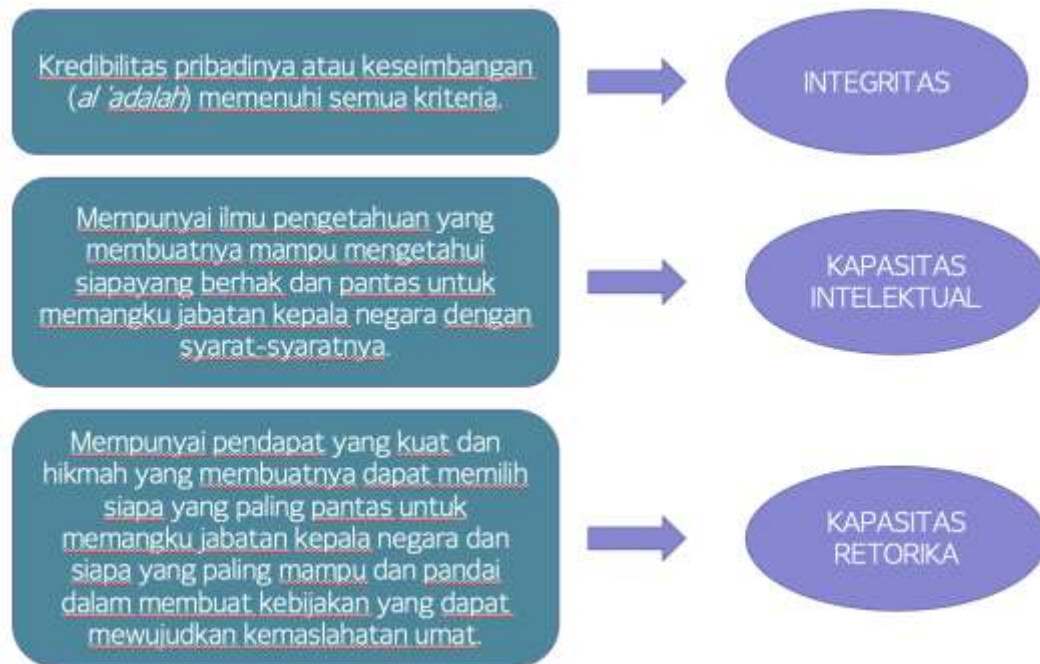 Kredibilitas pribadinya atau keseimbangan
(al 'adalah) memenuhi semua kriteria.
INTEGRITAS
Mempunyai ilmu pengetahuan yang
membuatnya mampu mengetahui
siapayang berhak dan pantas untuk
memangku jabatan kepala negara dengan
syarat-syaratnya.
KAPASITAS
INTELEKTUAL
Mempunyai pendapat yang kuat dan
hikmah yang membuatnya dapat memilih
siapa yang paling pantas untuk
memangku jabatan kepala negara dan
siapa yang paling mampu dan pandai
dalam membuat kebijakan yang dapat
mewujudkan kemaslahatan umat.
KAPASITAS
RETORIKA